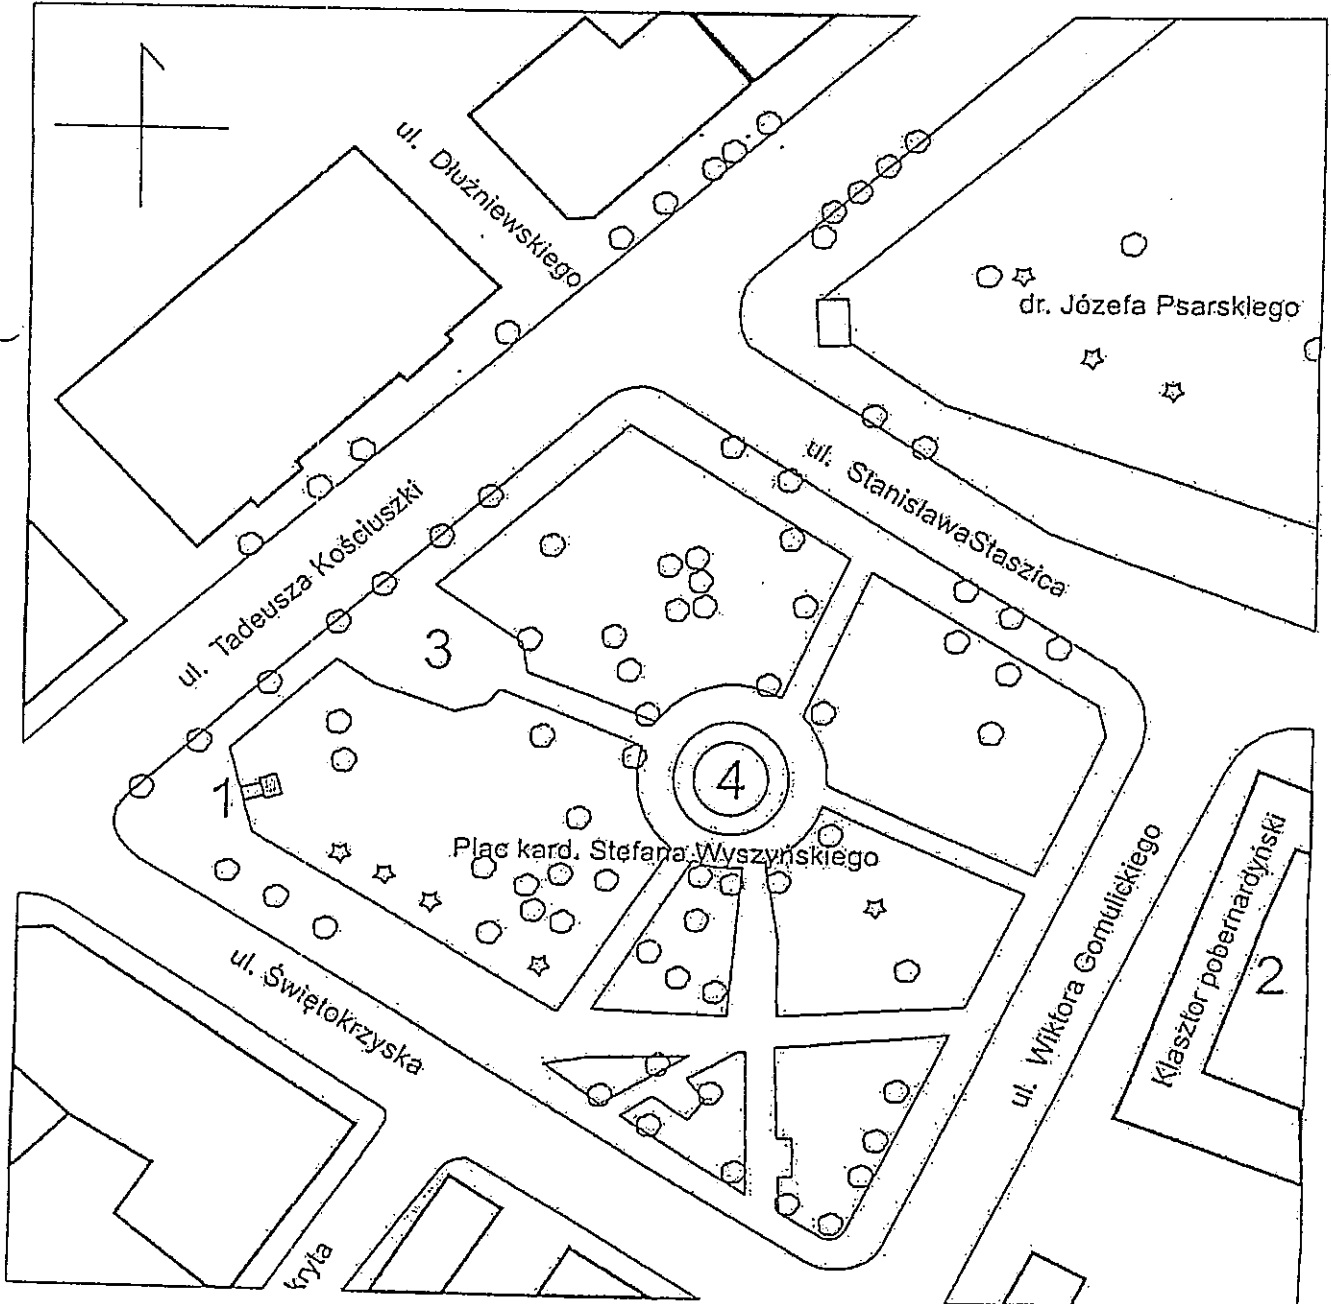 ul. Dłużniewskiego
dr. Józefa Psarskiego
ul. Stanisława Staszica
ul. Tadeusza Kościuszki
3
1
4
Plac kard. Stefana Wyszyńskiego
ul. Wiktora Gomulickiego
Klasztor pobernardyński
2
ul. Świętokrzyska
kryta